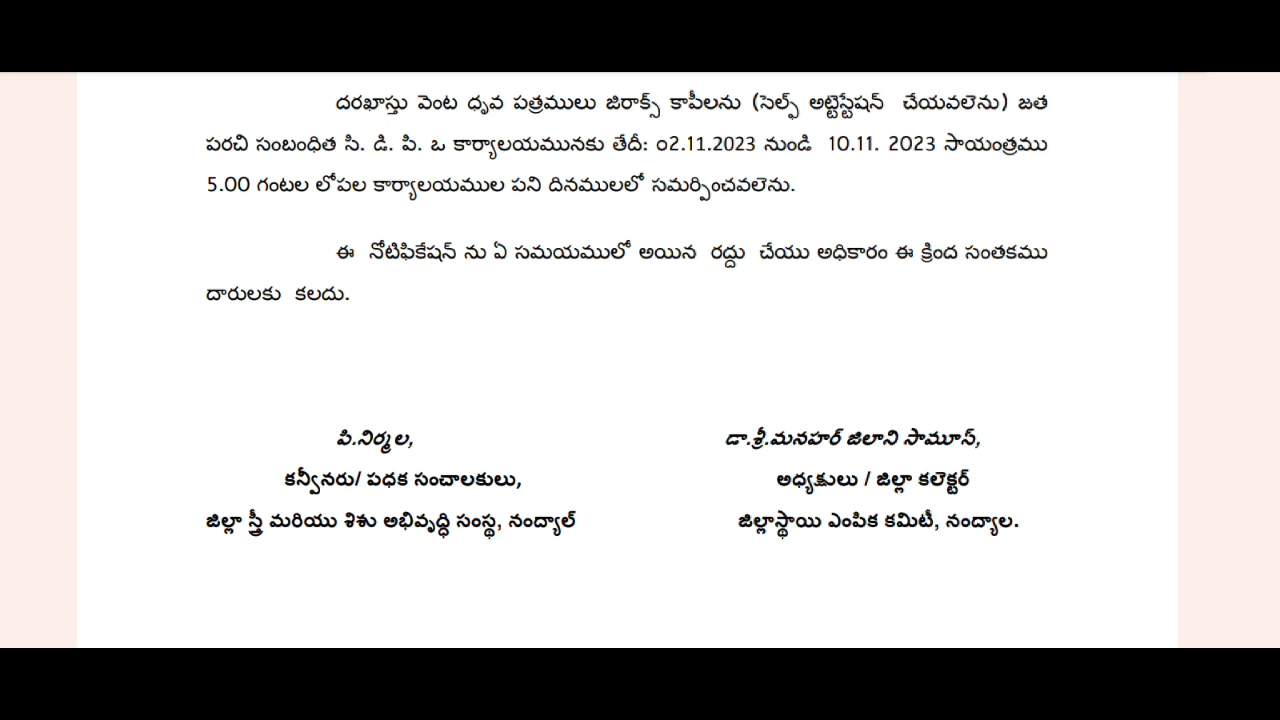 దరఖాస్తు వెంట ధృవ పత్రములు జిరాక్స్ కాపీలను (సెల్ఫ్ అట్టెస్టేషన్ చేయవలెను) జత
పరచి సంబంధిత సి. డి. పి. ఒ కార్యాలయమునకు తేదీ: ౦2.11.2023 నుండి 10.11. 2023 సాయంత్రము
5.00 గంటల లోపల కార్యాలయముల పని దినములలో సమర్పించవలెను.
ఈ నోటిఫికేషన్ ను ఏ సమయములో అయిన రద్దు చేయు అధికారం ఈ క్రింద సంతకము
దారులకు కలదు.
పి.నిర్మల, డా.శ్రీ.మనహర్ జిలాని సామూన్,
కన్వీనరు/ పధక సంచాలకులు, అధ్యక్షులు / జిల్లా కలెక్టర్
జిల్లా స్త్రీ మరియు శిశు అభివృద్ధి సంస్థ, నంద్యాల్ జిల్లాస్థాయి ఎంపిక కమిటీ, నంద్యాల.